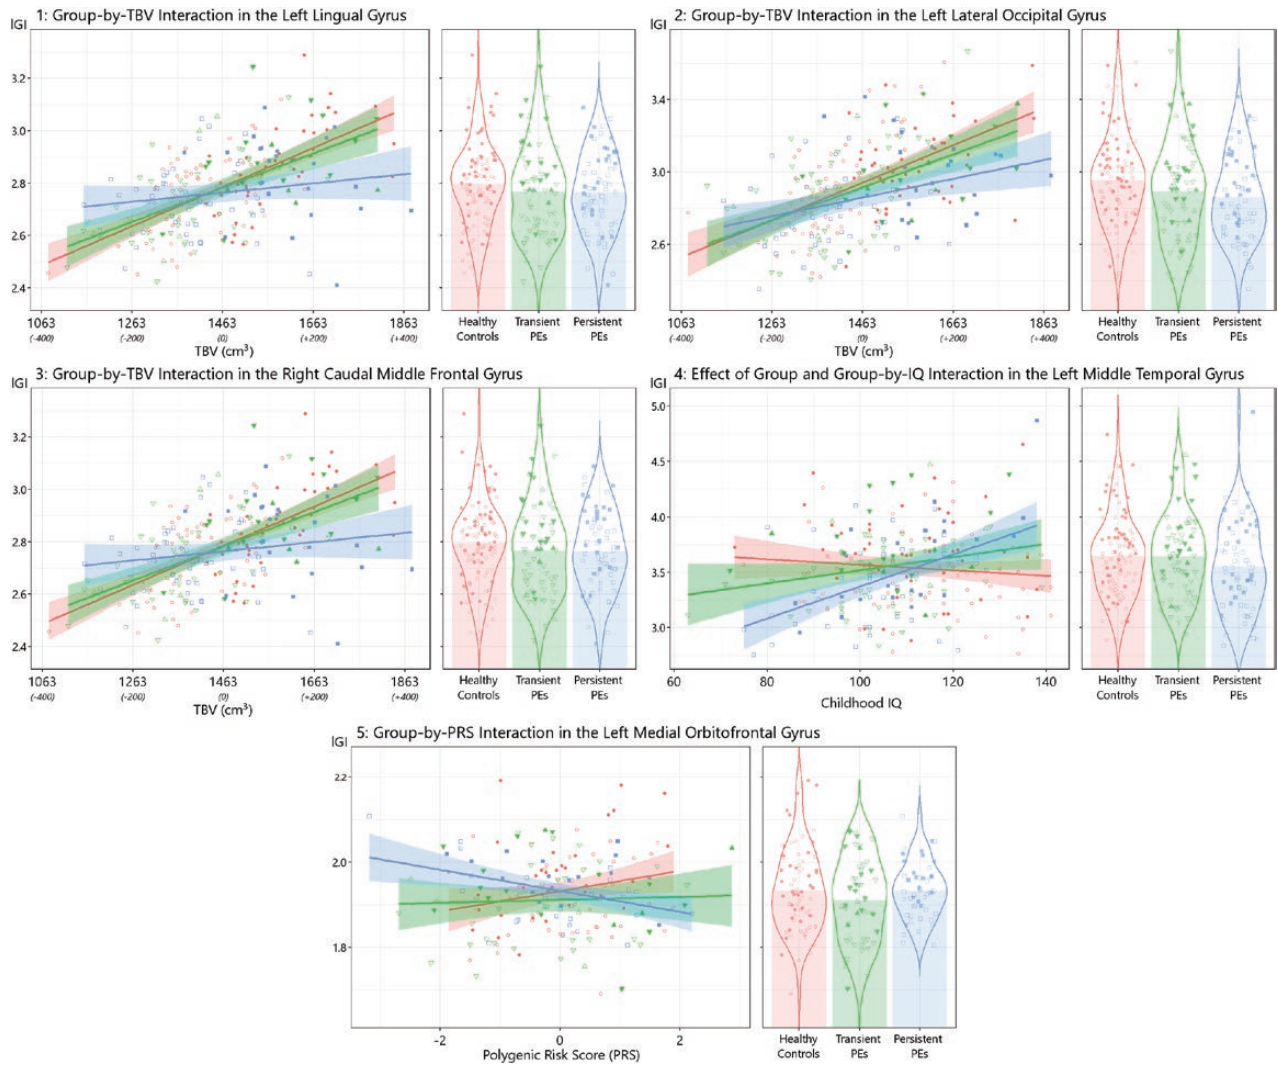 1: Group-by-TBV Interaction in the Left Lingual Gyrus
lGI
3.2
3.0
2.8
2.6
2.4
1063 1263 1463 1663 1863
(-400) (-200) (0) (+200) (+400)
TBV (cm³)
Healthy Controls
Transient PEs
Persistent PEs
2: Group-by-TBV Interaction in the Left Lateral Occipital Gyrus
lGI
3.4
3.0
2.6
1063 1263 1463 1663 1863
(-400) (-200) (0) (+200) (+400)
TBV (cm³)
Healthy Controls
Transient PEs
Persistent PEs
3: Group-by-TBV Interaction in the Right Caudal Middle Frontal Gyrus
lGI
3.2
3.0
2.8
2.6
2.4
1063 1263 1463 1663 1863
(-400) (-200) (0) (+200) (+400)
TBV (cm³)
Healthy Controls
Transient PEs
Persistent PEs
4: Effect of Group and Group-by-IQ Interaction in the Left Middle Temporal Gyrus
lGI
5.0
4.5
4.0
3.5
3.0
60 80 100 120 140
Childhood IQ
Healthy Controls
Transient PEs
Persistent PEs
5: Group-by-PRS Interaction in the Left Medial Orbitofrontal Gyrus
lGI
2.2
2.0
1.8
-2 0 2
Polygenic Risk Score (PRS)
Healthy Controls
Transient PEs
Persistent PEs